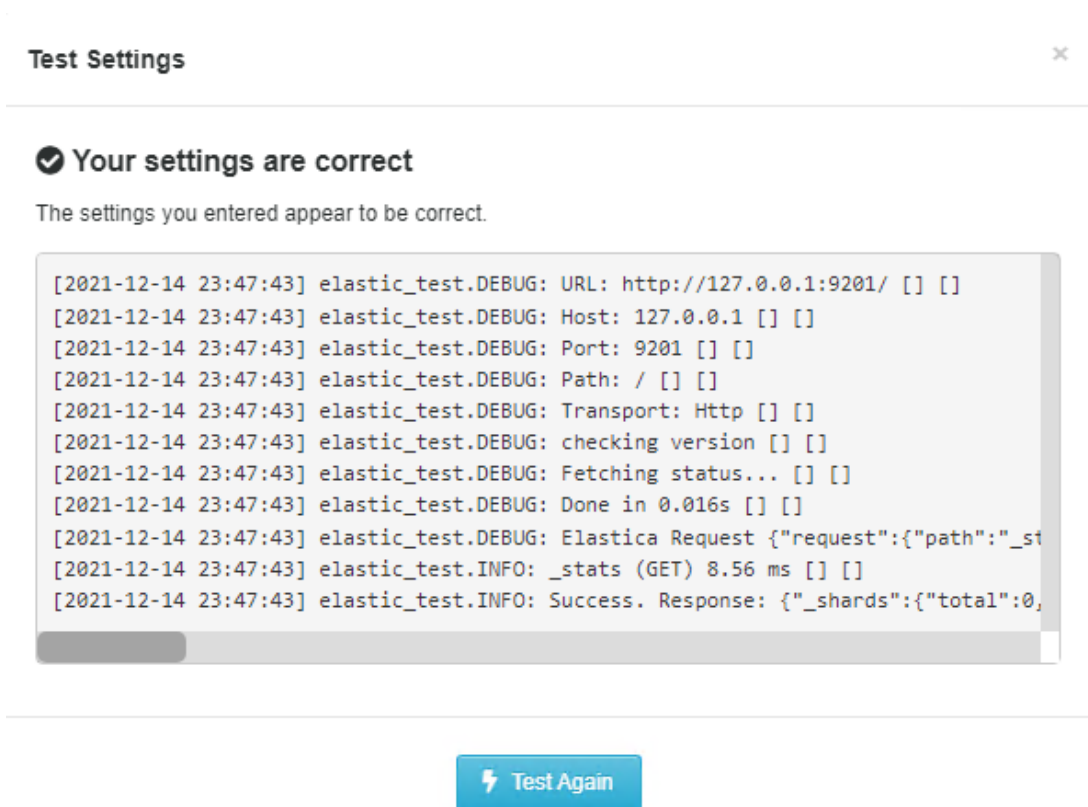 Test Settings
×
Your settings are correct
The settings you entered appear to be correct.
[2021-12-14 23:47:43] elastic_test.DEBUG: URL: http://127.0.0.1:9201/ [] []
[2021-12-14 23:47:43] elastic_test.DEBUG: Host: 127.0.0.1 [] []
[2021-12-14 23:47:43] elastic_test.DEBUG: Port: 9201 [] []
[2021-12-14 23:47:43] elastic_test.DEBUG: Path: / [] []
[2021-12-14 23:47:43] elastic_test.DEBUG: Transport: Http [] []
[2021-12-14 23:47:43] elastic_test.DEBUG: checking version [] []
[2021-12-14 23:47:43] elastic_test.DEBUG: Fetching status... [] []
[2021-12-14 23:47:43] elastic_test.DEBUG: Done in 0.016s [] []
[2021-12-14 23:47:43] elastic_test.DEBUG: Elastica Request {"request":{"path":"_st
[2021-12-14 23:47:43] elastic_test.INFO: _stats (GET) 8.56 ms [] []
[2021-12-14 23:47:43] elastic_test.INFO: Success. Response: {"_shards":{"total":0,
Test Again